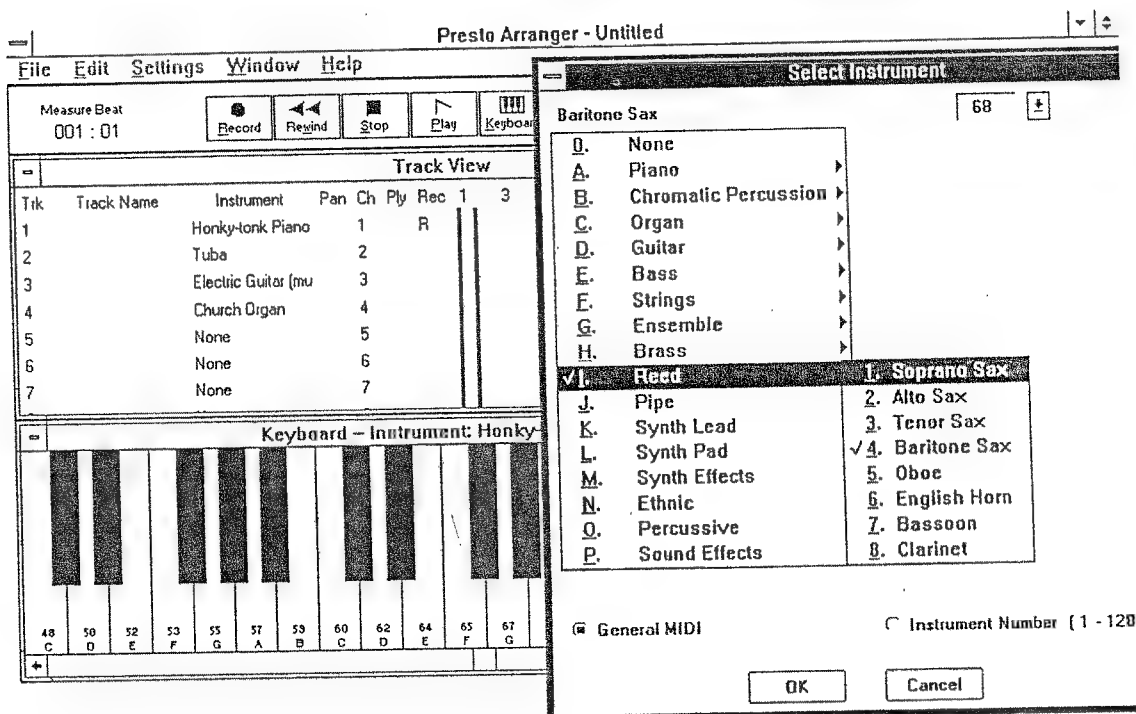 Presto Arranger - Untitled
File Edit Settings Window Help
Measure Beat
001 : 01
Record Rewind Stop Play Keyboar
Track View
Trk Track Name Instrument Pan Ch Ply Rec 1 3
1 Honky-tonk Piano 1 R
2 Tuba 2
3 Electric Guitar (mu 3
4 Church Organ 4
5 None 5
6 None 6
7 None 7
Keyboard – Instrument: Honky-
48 50 52 53 55 57 59 60 62 64 65 67
C D E F G A B C D E F G
Select Instrument
Baritone Sax 68
0. None
A. Piano
B. Chromatic Percussion
C. Organ
D. Guitar
E. Bass
F. Strings
G. Ensemble
H. Brass
✓ I. Reed
J. Pipe
K. Synth Lead
L. Synth Pad
M. Synth Effects
N. Ethnic
O. Percussive
P. Sound Effects
1. Soprano Sax
2. Alto Sax
3. Tenor Sax
✓ 4. Baritone Sax
5. Oboe
6. English Horn
7. Bassoon
8. Clarinet
General MIDI
Instrument Number (1 - 128
OK Cancel